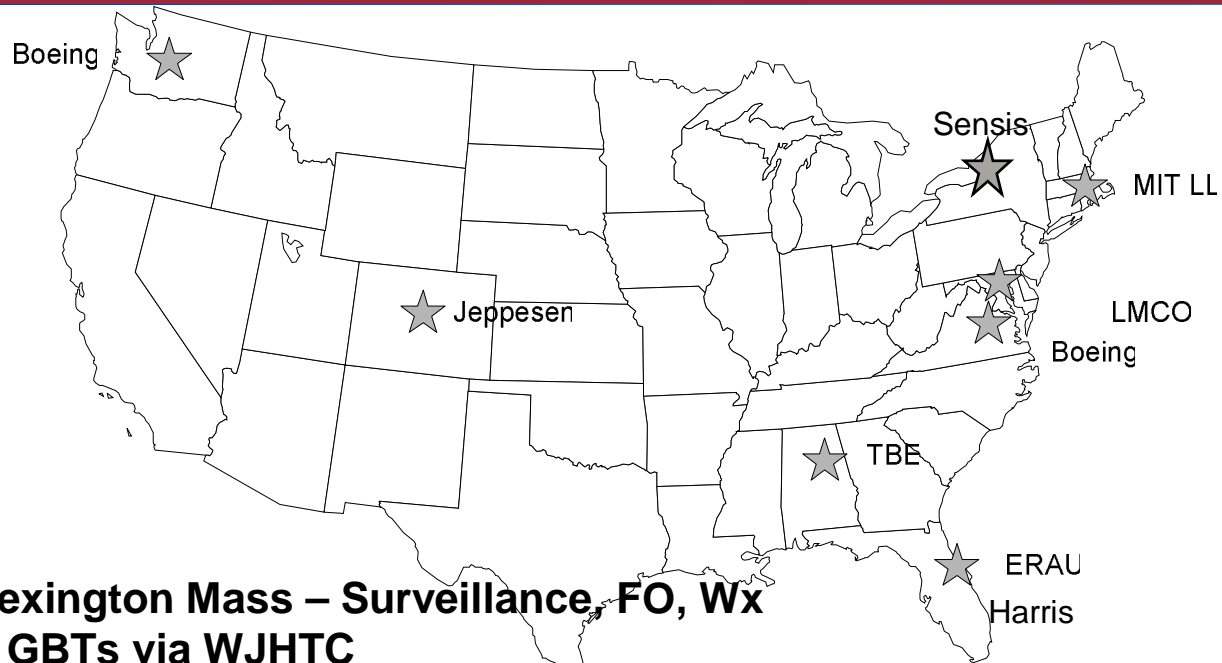 Boeing
Sensis
MIT LL
Jeppesen
LMCO
Boeing
TBE
ERAU
Harris
exington Mass – Surveillance, FO, Wx
GBTs via WJHTC